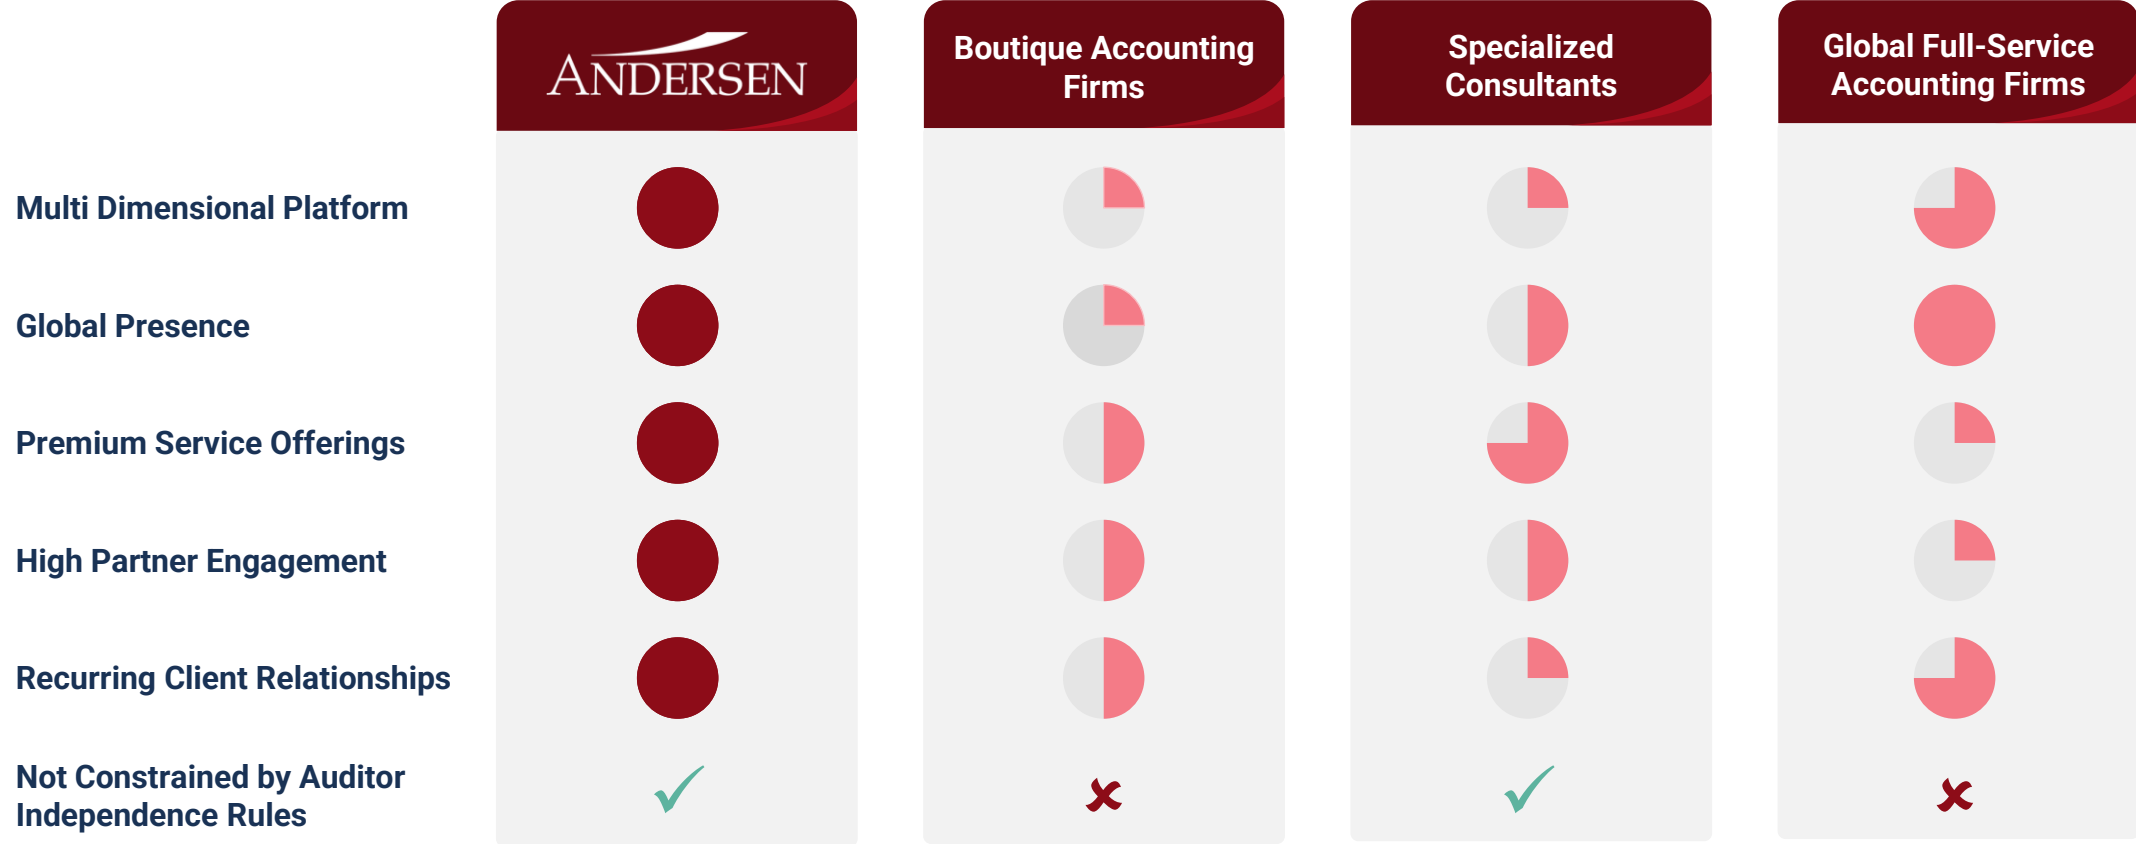 ANDERSEN
Boutique Accounting
Firms
Specialized
Consultants
Global Full-Service
Accounting Firms
Multi Dimensional Platform
Global Presence
Premium Service Offerings
High Partner Engagement
Recurring Client Relationships
Not Constrained by Auditor
Independence Rules